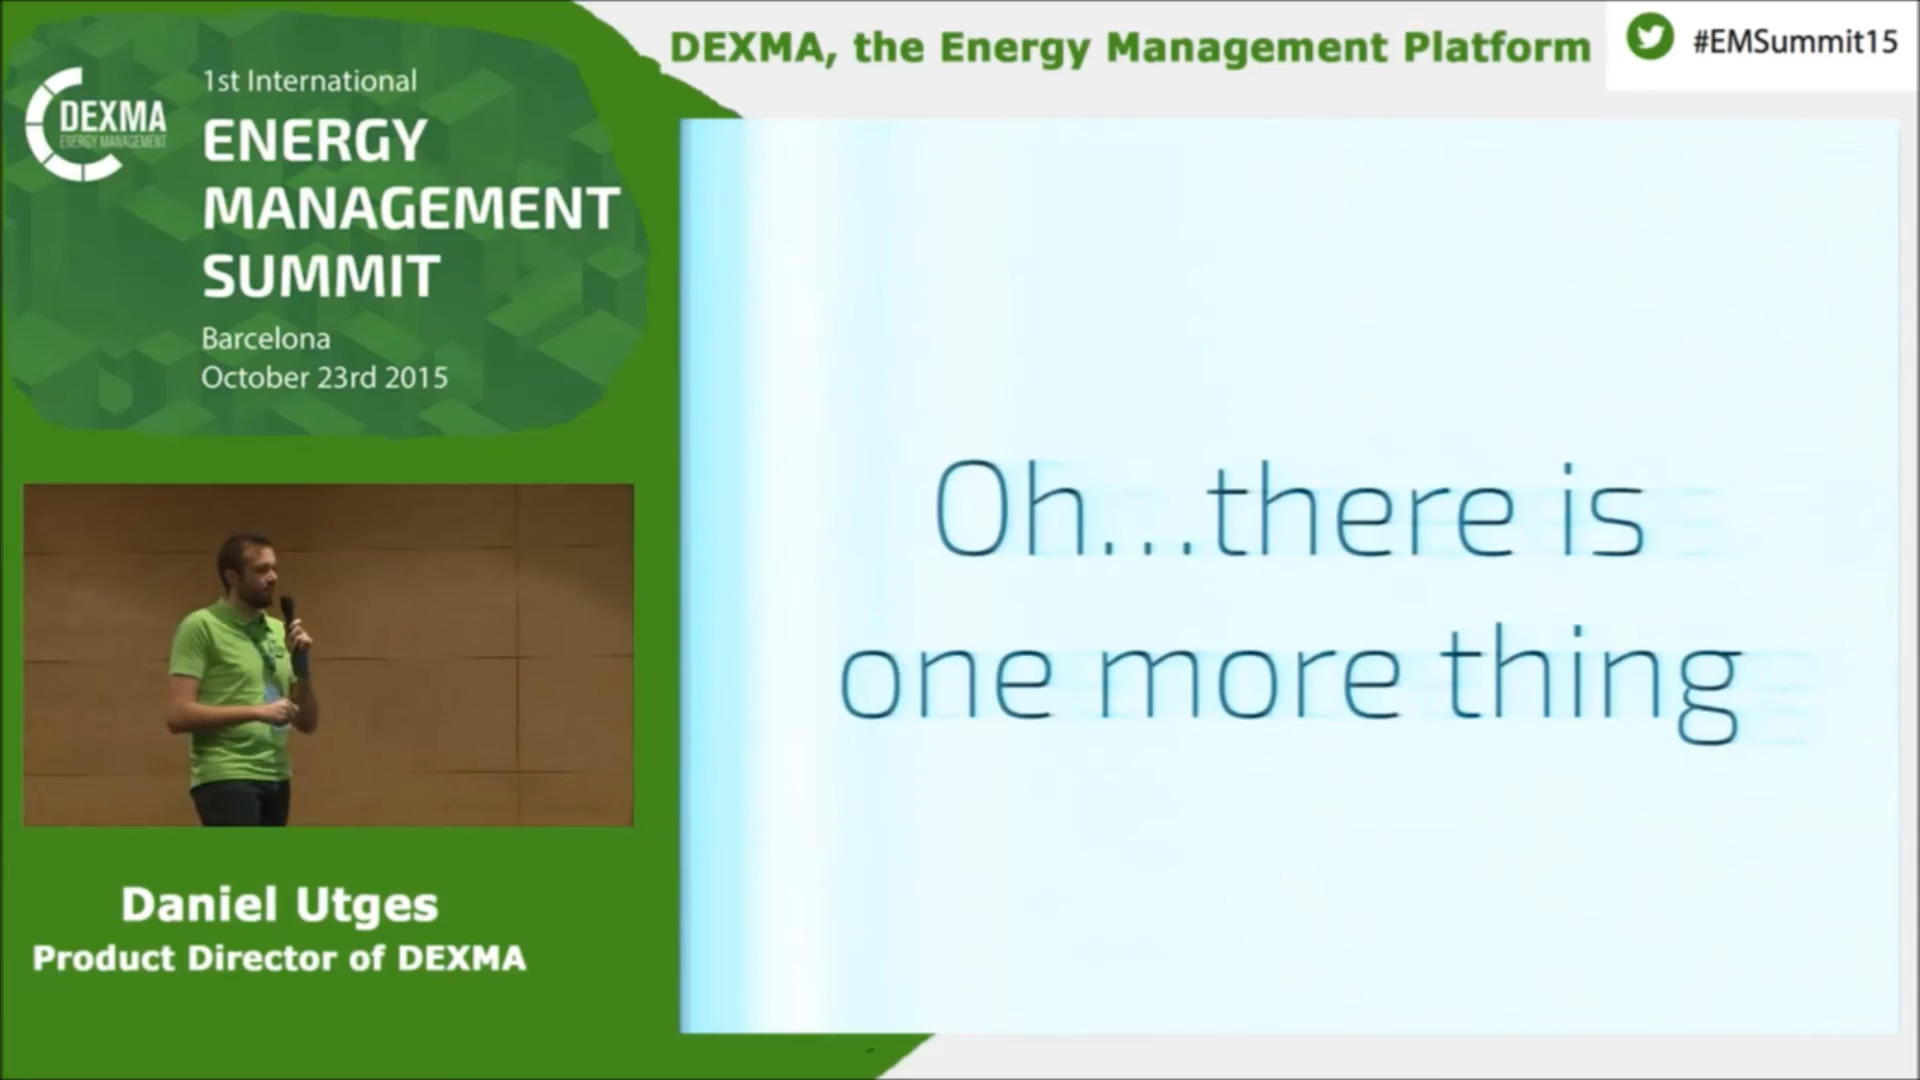 DEXMA
ENERGY MANAGEMENT
1st International
ENERGY
MANAGEMENT
SUMMIT
Barcelona
October 23rd 2015
DEXMA, the Energy Management Platform
#EMSummit15
Oh...there is
one more thing
Daniel Utges
Product Director of DEXMA